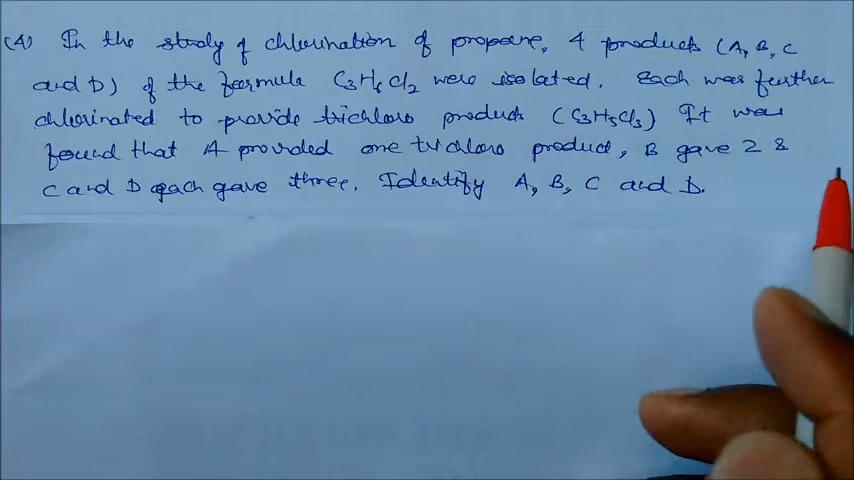 (4) In the study of chlorination of propane, 4 products (A, B, C
and D) of the formula C3H6Cl2 were isolated. Each was further
chlorinated to provide trichloro products (C3H5Cl3) It was
found that A provided one trichloro product, B gave 2 &
C and D each gave three. Identify A, B, C and D.